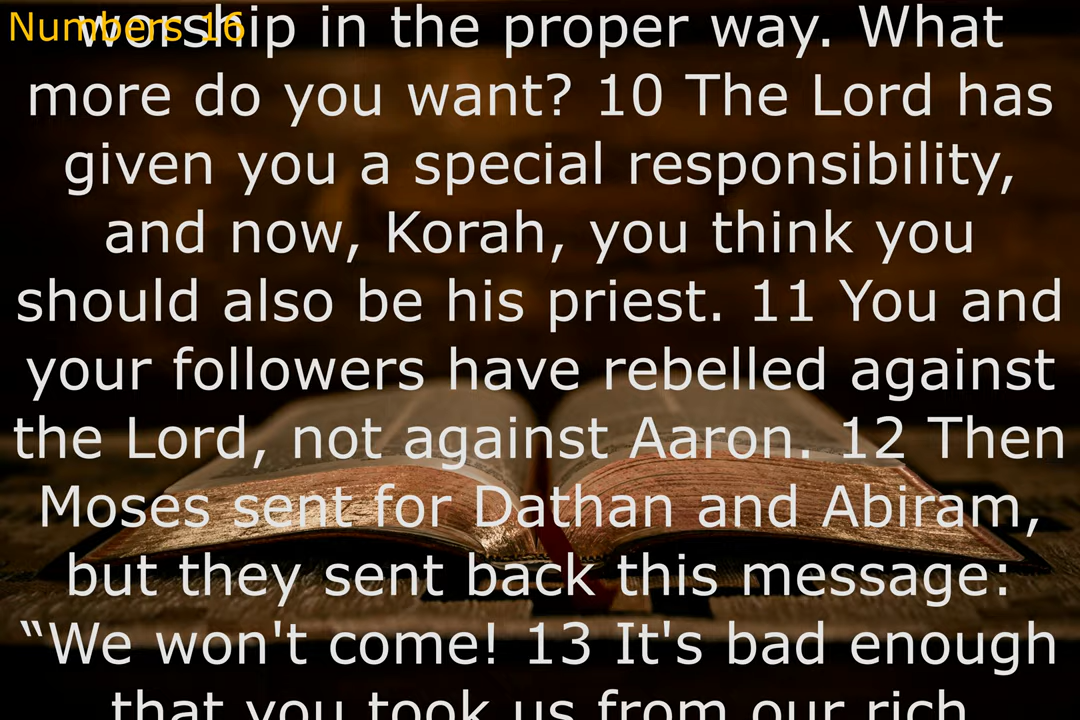 Numbers 16
worship in the proper way. What
more do you want? 10 The Lord has
given you a special responsibility,
and now, Korah, you think you
should also be his priest. 11 You and
your followers have rebelled against
the Lord, not against Aaron. 12 Then
Moses sent for Dathan and Abiram,
but they sent back this message:
“We won't come! 13 It's bad enough
that you took us from our rich